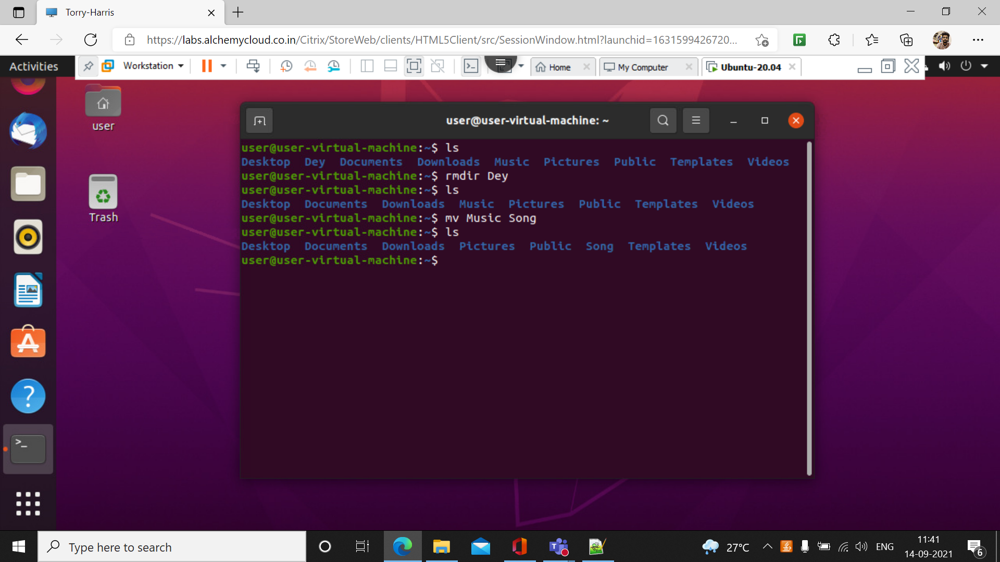 Torry-Harris
https://labs.alchemycloud.co.in/Citrix/StoreWeb/clients/HTML5Client/src/SessionWindow.html?launchid=1631599426720...
Activities
Workstation
Home
My Computer
Ubuntu-20.04
user
Trash
user@user-virtual-machine: ~
user@user-virtual-machine:~$ ls
Desktop Dey Documents Downloads Music Pictures Public Templates Videos
user@user-virtual-machine:~$ rmdir Dey
user@user-virtual-machine:~$ ls
Desktop Documents Downloads Music Pictures Public Templates Videos
user@user-virtual-machine:~$ mv Music Song
user@user-virtual-machine:~$ ls
Desktop Documents Downloads Pictures Public Song Templates Videos
user@user-virtual-machine:~$
Type here to search
27°C
ENG
11:41
14-09-2021
6